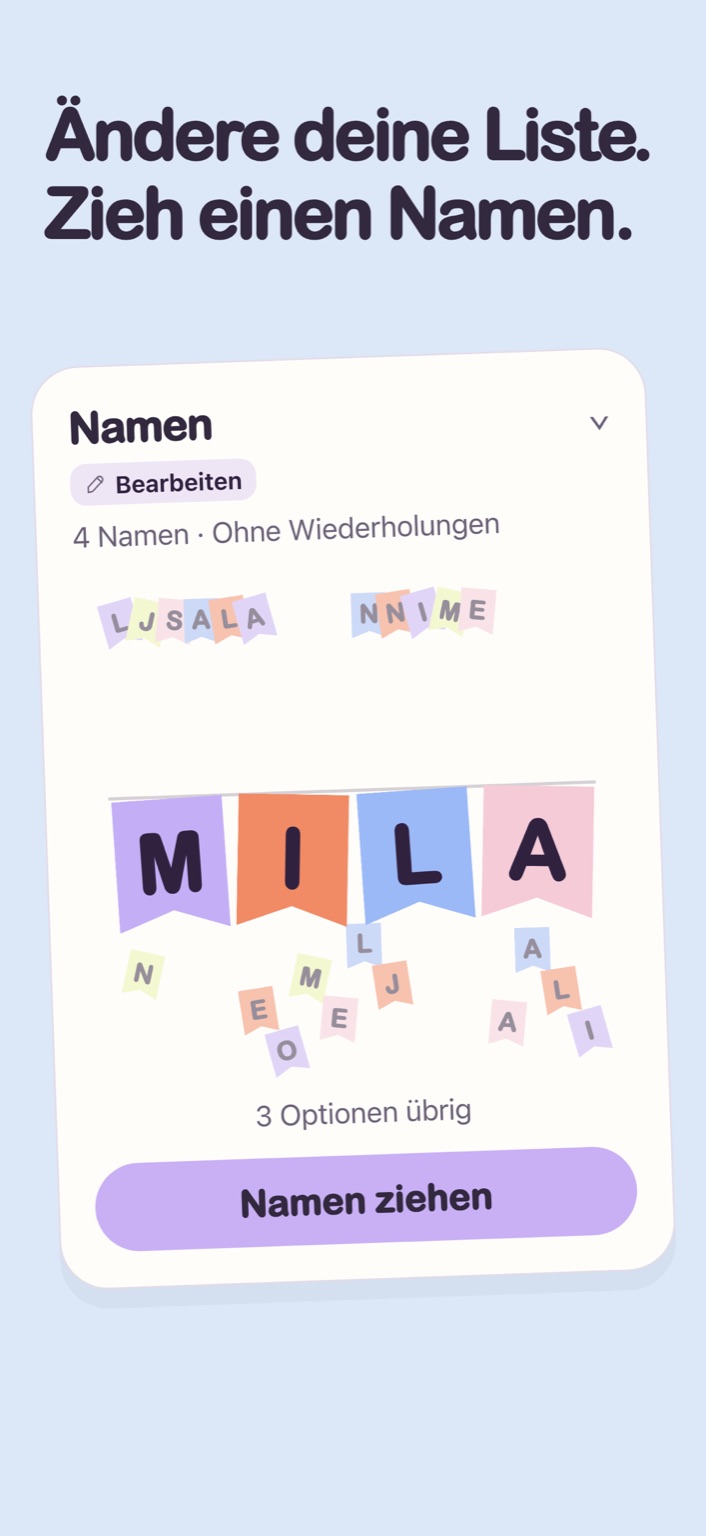 Ändere deine Liste.
Zieh einen Namen.
Namen
Bearbeiten
4 Namen · Ohne Wiederholungen
LJSALA
NNIME
MILA
L
A
N
M
J
L
E
E
A
I
O
3 Optionen übrig
Namen ziehen